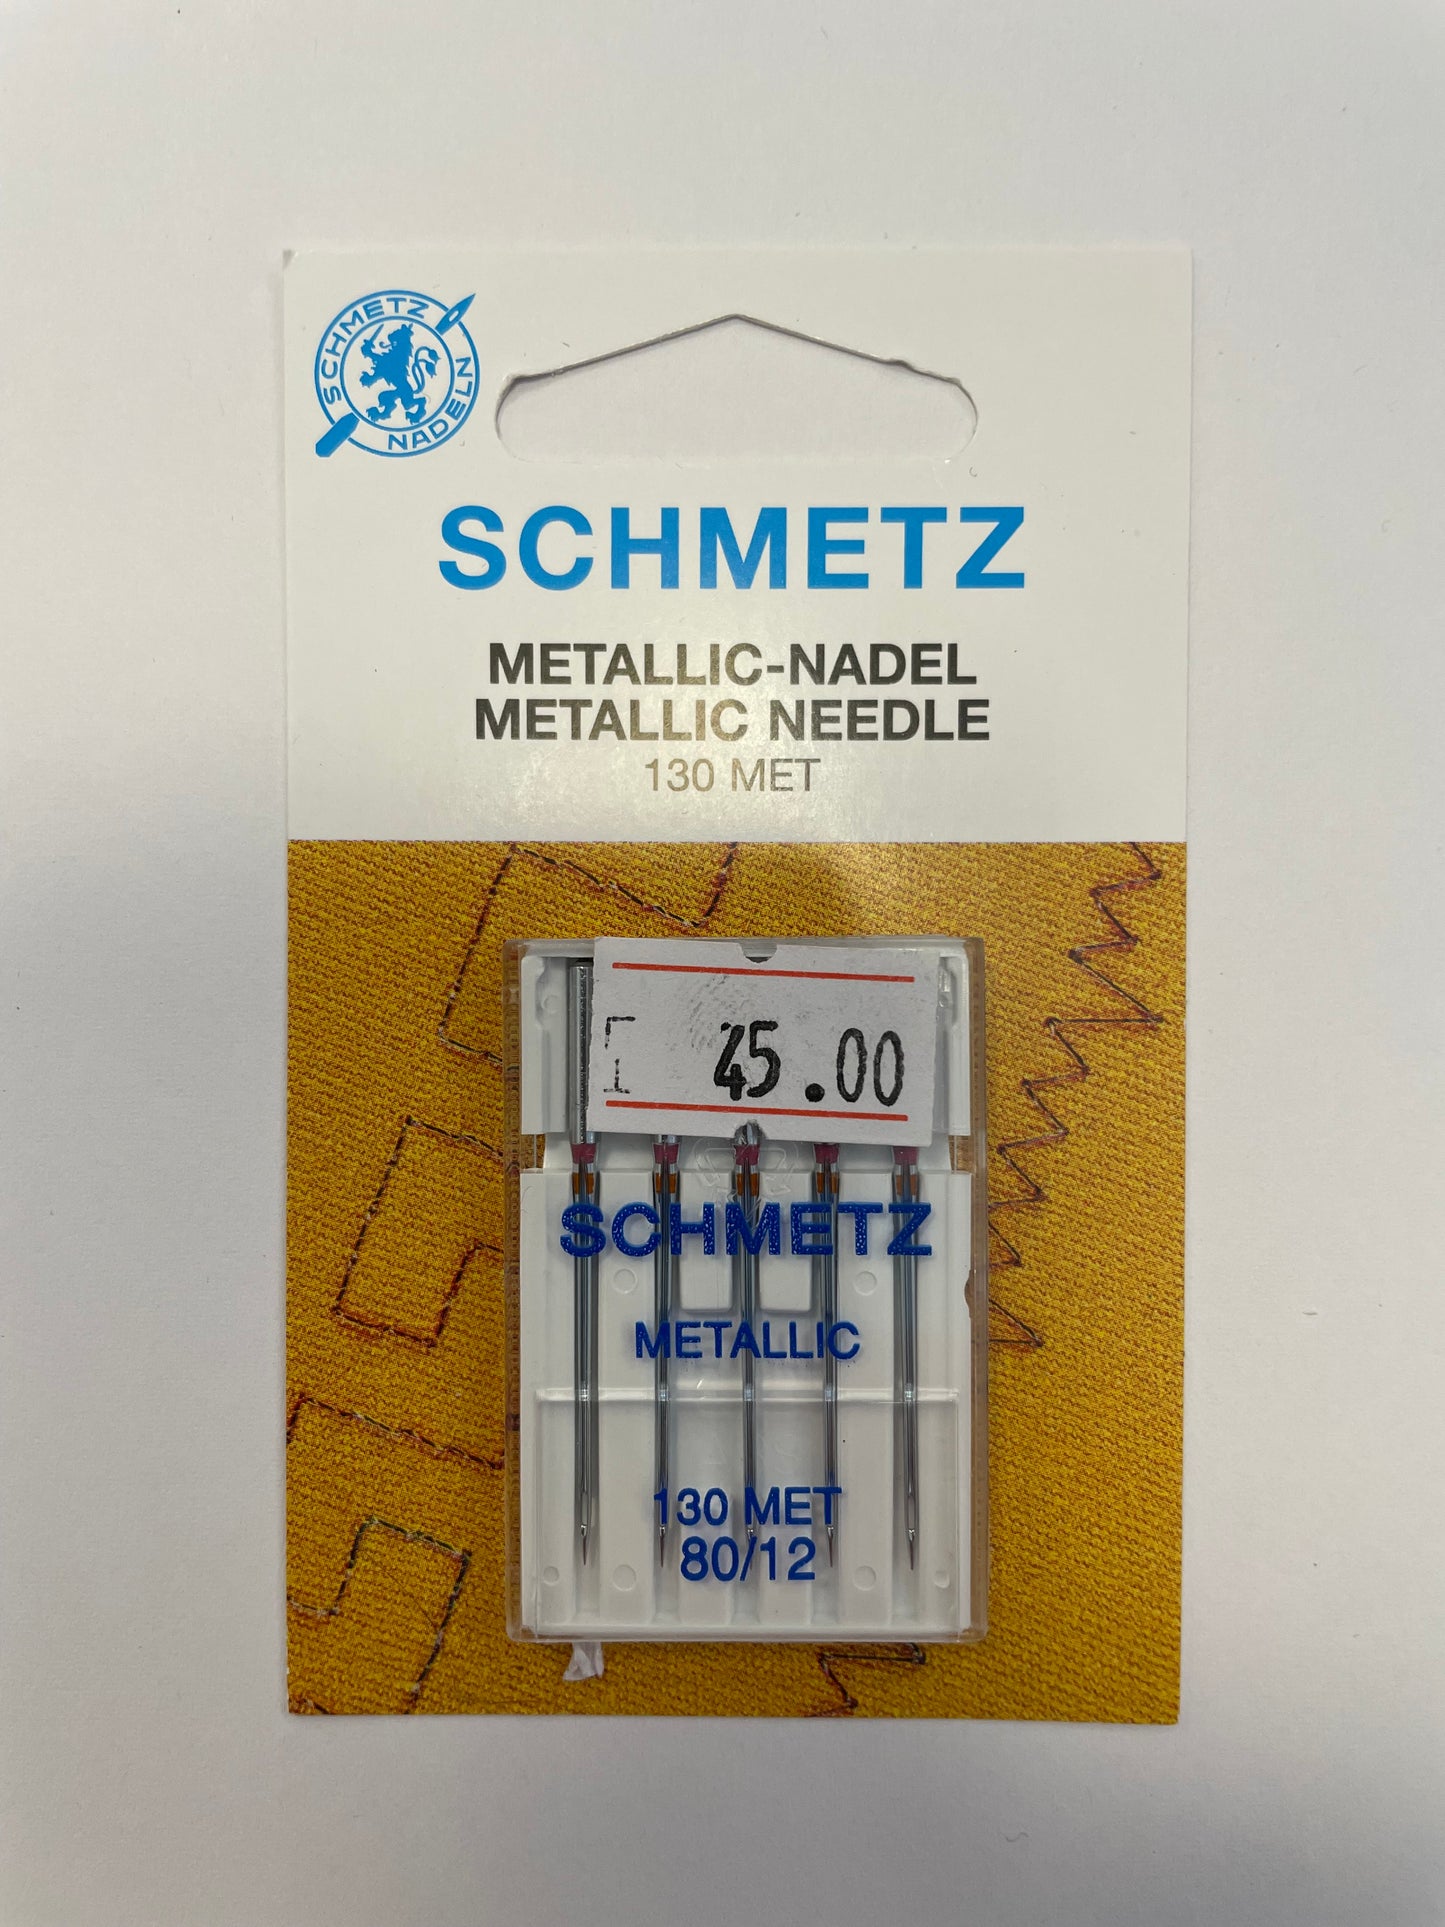 SCHMETZ
NADELN
SCHMETZ
METALLIC-NADEL
METALLIC NEEDLE
130 MET
45.00
SCHMETZ
METALLIC
130 MET
80/12